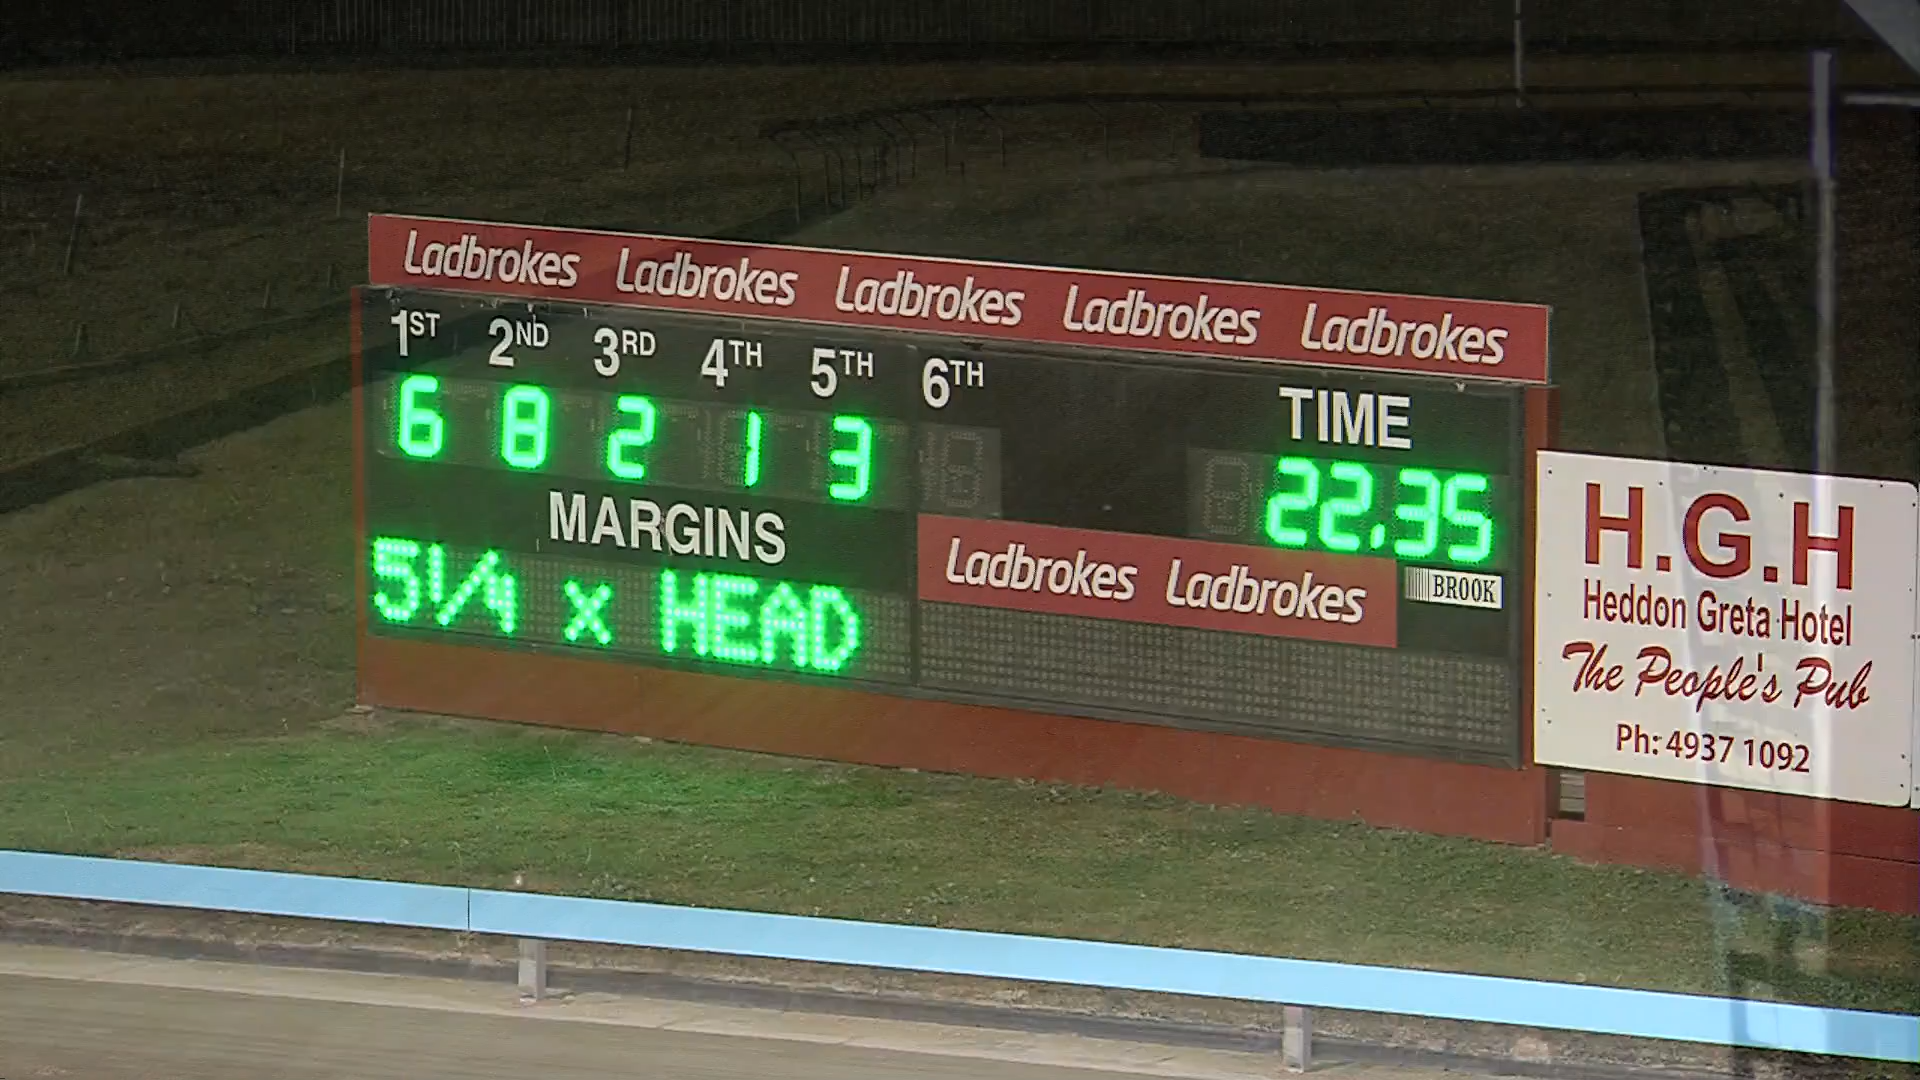 Ladbrokes Ladbrokes Ladbrokes Ladbrokes Ladbrokes
1ST 2ND 3RD 4TH 5TH 6TH
6 8 2 1 3
TIME
22.35
MARGINS
5 1/4 x HEAD
Ladbrokes Ladbrokes
BROOK
H.G.H
Heddon Greta Hotel
The People's Pub
Ph: 4937 1092